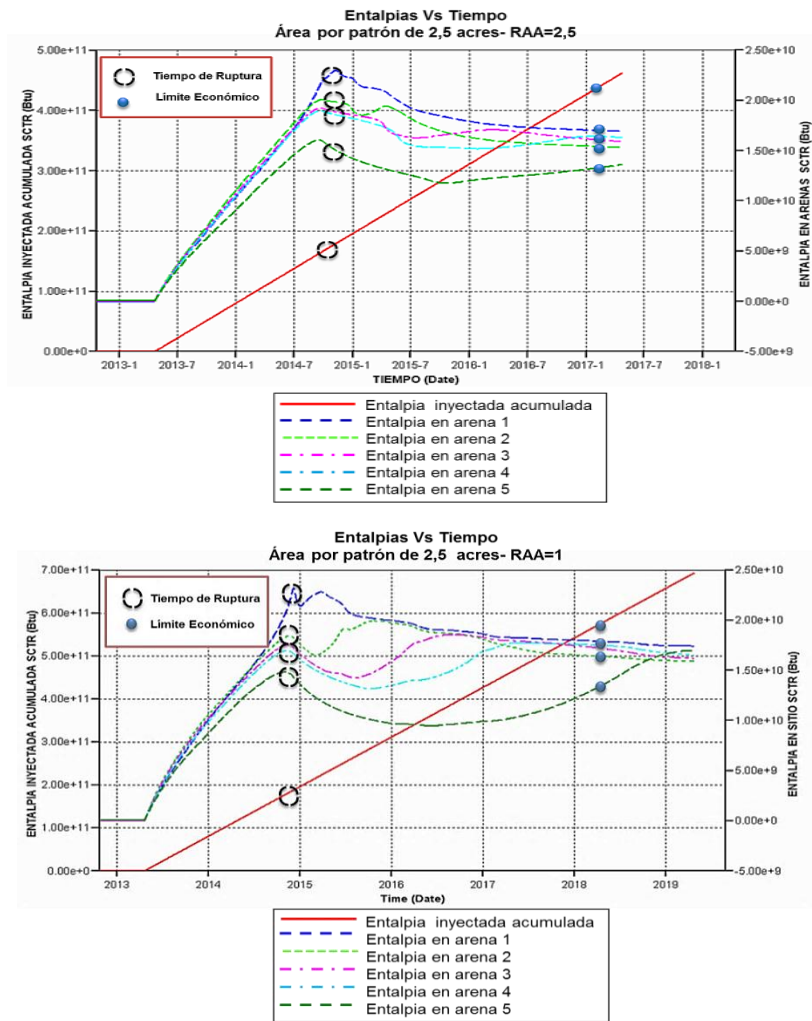 Entalpias Vs Tiempo
Área por patrón de 2,5 acres- RAA=2,5
5.00e+11
4.00e+11
3.00e+11
2.00e+11
1.00e+11
0.00e+0
ENTALPIA INYECTADA ACUMULADA SCTR (Btu)
Tiempo de Ruptura
Limite Económico
2.50e+10
2.00e+10
1.50e+10
1.00e+10
5.00e+9
0.00e+0
-5.00e+9
ENTALPIA EN ARENAS SCTR (Btu)
2013-1 2013-7 2014-1 2014-7 2015-1 2015-7 2016-1 2016-7 2017-1 2017-7 2018-1
TIEMPO (Date)
Entalpia inyectada acumulada
Entalpia en arena 1
Entalpia en arena 2
Entalpia en arena 3
Entalpia en arena 4
Entalpia en arena 5
Entalpias Vs Tiempo
Área por patrón de 2,5 acres- RAA=1
7.00e+11
6.00e+11
5.00e+11
4.00e+11
3.00e+11
2.00e+11
1.00e+11
0.00e+0
ENTALPIA INYECTADA ACUMULADA SCTR (Btu)
Tiempo de Ruptura
Limite Económico
2.50e+10
2.00e+10
1.50e+10
1.00e+10
5.00e+9
0.00e+0
-5.00e+9
ENTALPIA EN SITIO SCTR (Btu)
2013 2014 2015 2016 2017 2018 2019
Time (Date)
Entalpia inyectada acumulada
Entalpia en arena 1
Entalpia en arena 2
Entalpia en arena 3
Entalpia en arena 4
Entalpia en arena 5